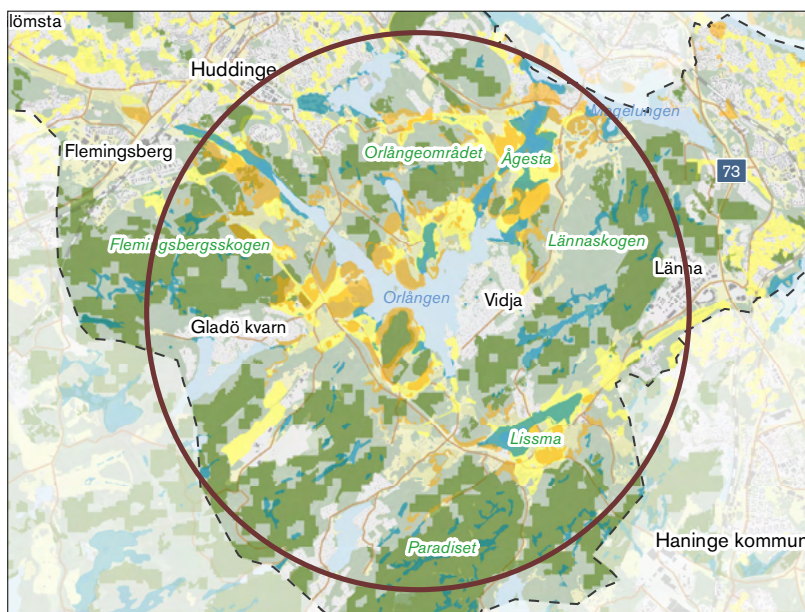 lömsta
Huddinge
Magelungen
Flemingsberg
Orlångeområdet
Ågesta
73
Flemingsbergsskogen
Lännaskogen
Länna
Orlången
Vidja
Gladö kvarn
Lissma
Paradiset
Haninge kommun